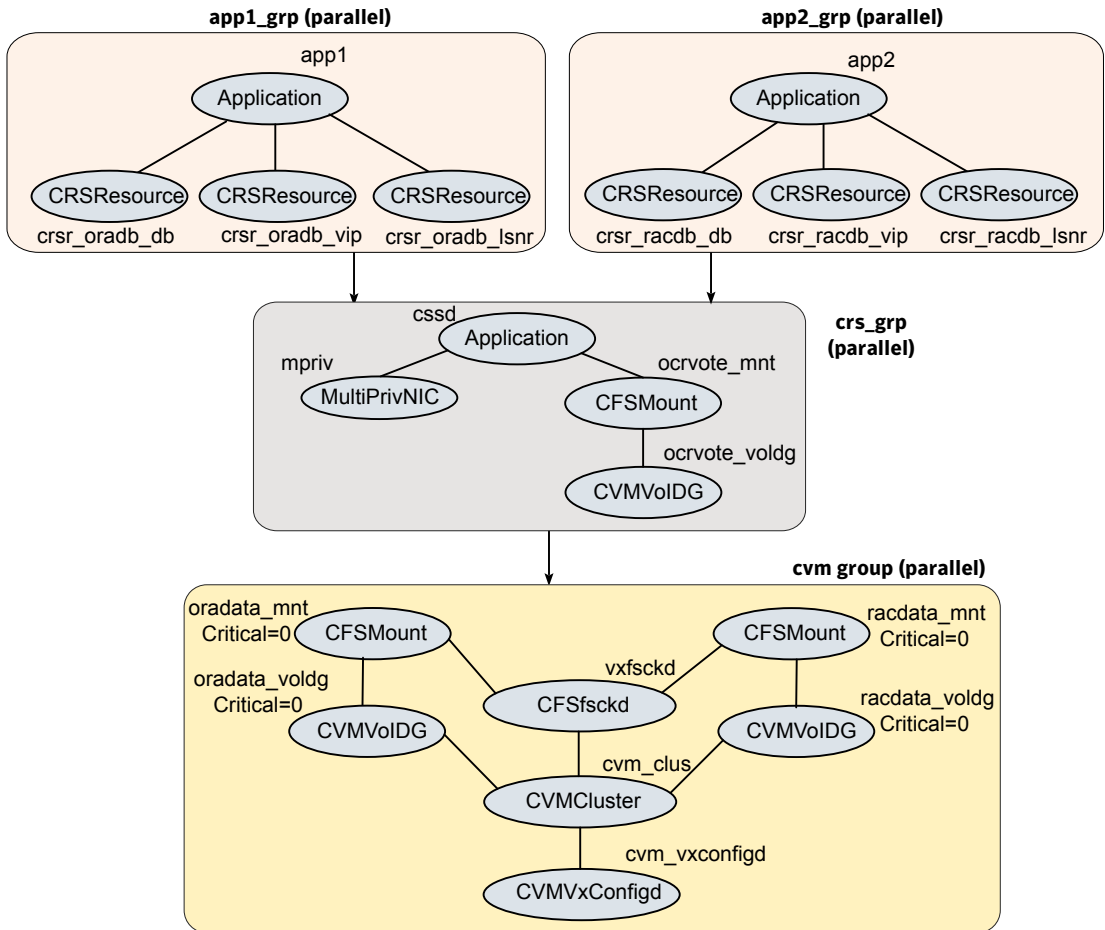 app1_grp (parallel)
app2_grp (parallel)
app1
Application
CRSResource
CRSResource
CRSResource
crsr_oradb_db
crsr_oradb_vip
crsr_oradb_lsnr
app2
Application
CRSResource
CRSResource
CRSResource
crsr_racdb_db
crsr_racdb_vip
crsr_racdb_lsnr
crs_grp
(parallel)
cssd
Application
mpriv
MultiPrivNIC
ocrvote_mnt
CFSMount
ocrvote_voldg
CVMVolDG
cvm group (parallel)
oradata_mnt
Critical=0
CFSMount
racdata_mnt
Critical=0
CFSMount
vxfsckd
CFSfsckd
oradata_voldg
Critical=0
CVMVolDG
racdata_voldg
Critical=0
CVMVolDG
cvm_clus
CVMCluster
cvm_vxconfigd
CVMVxConfigd